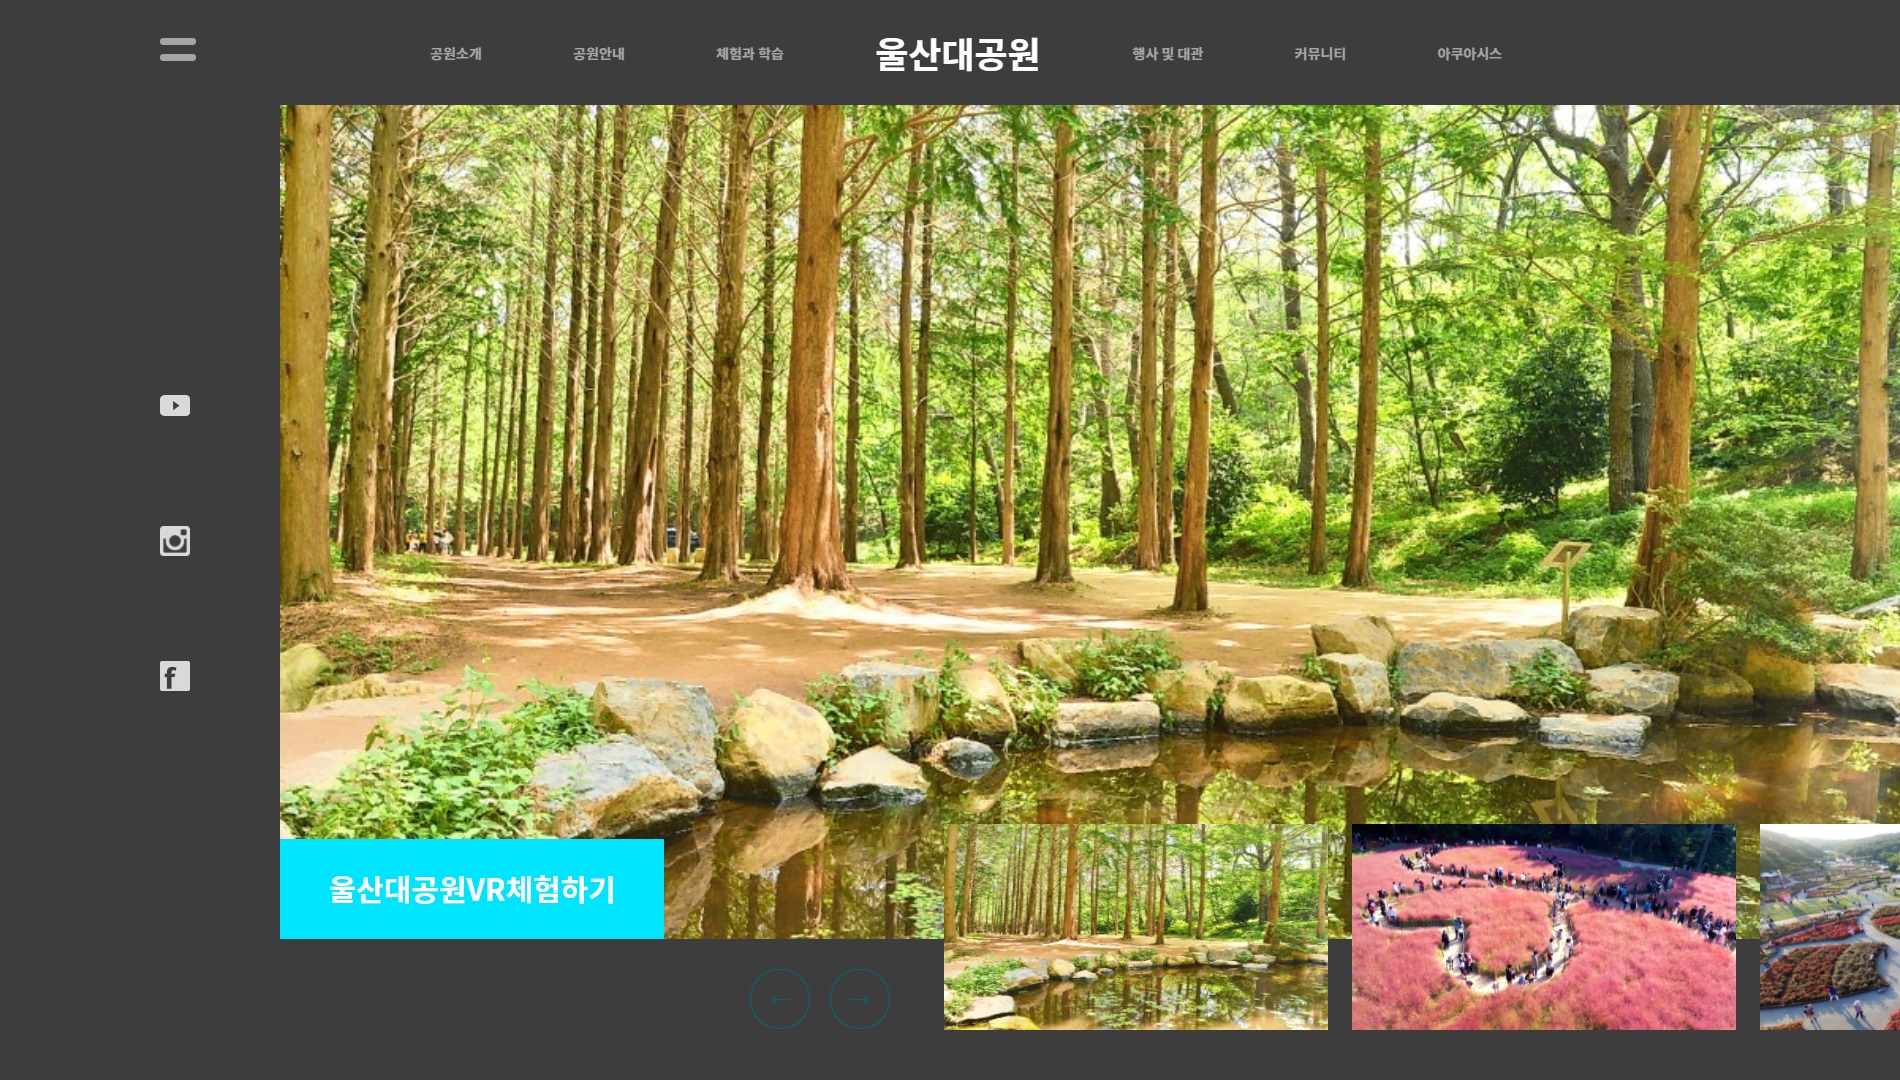 공원소개
공원안내
체험과 학습
울산대공원
행사 및 대관
커뮤니티
아쿠아시스
울산대공원VR체험하기